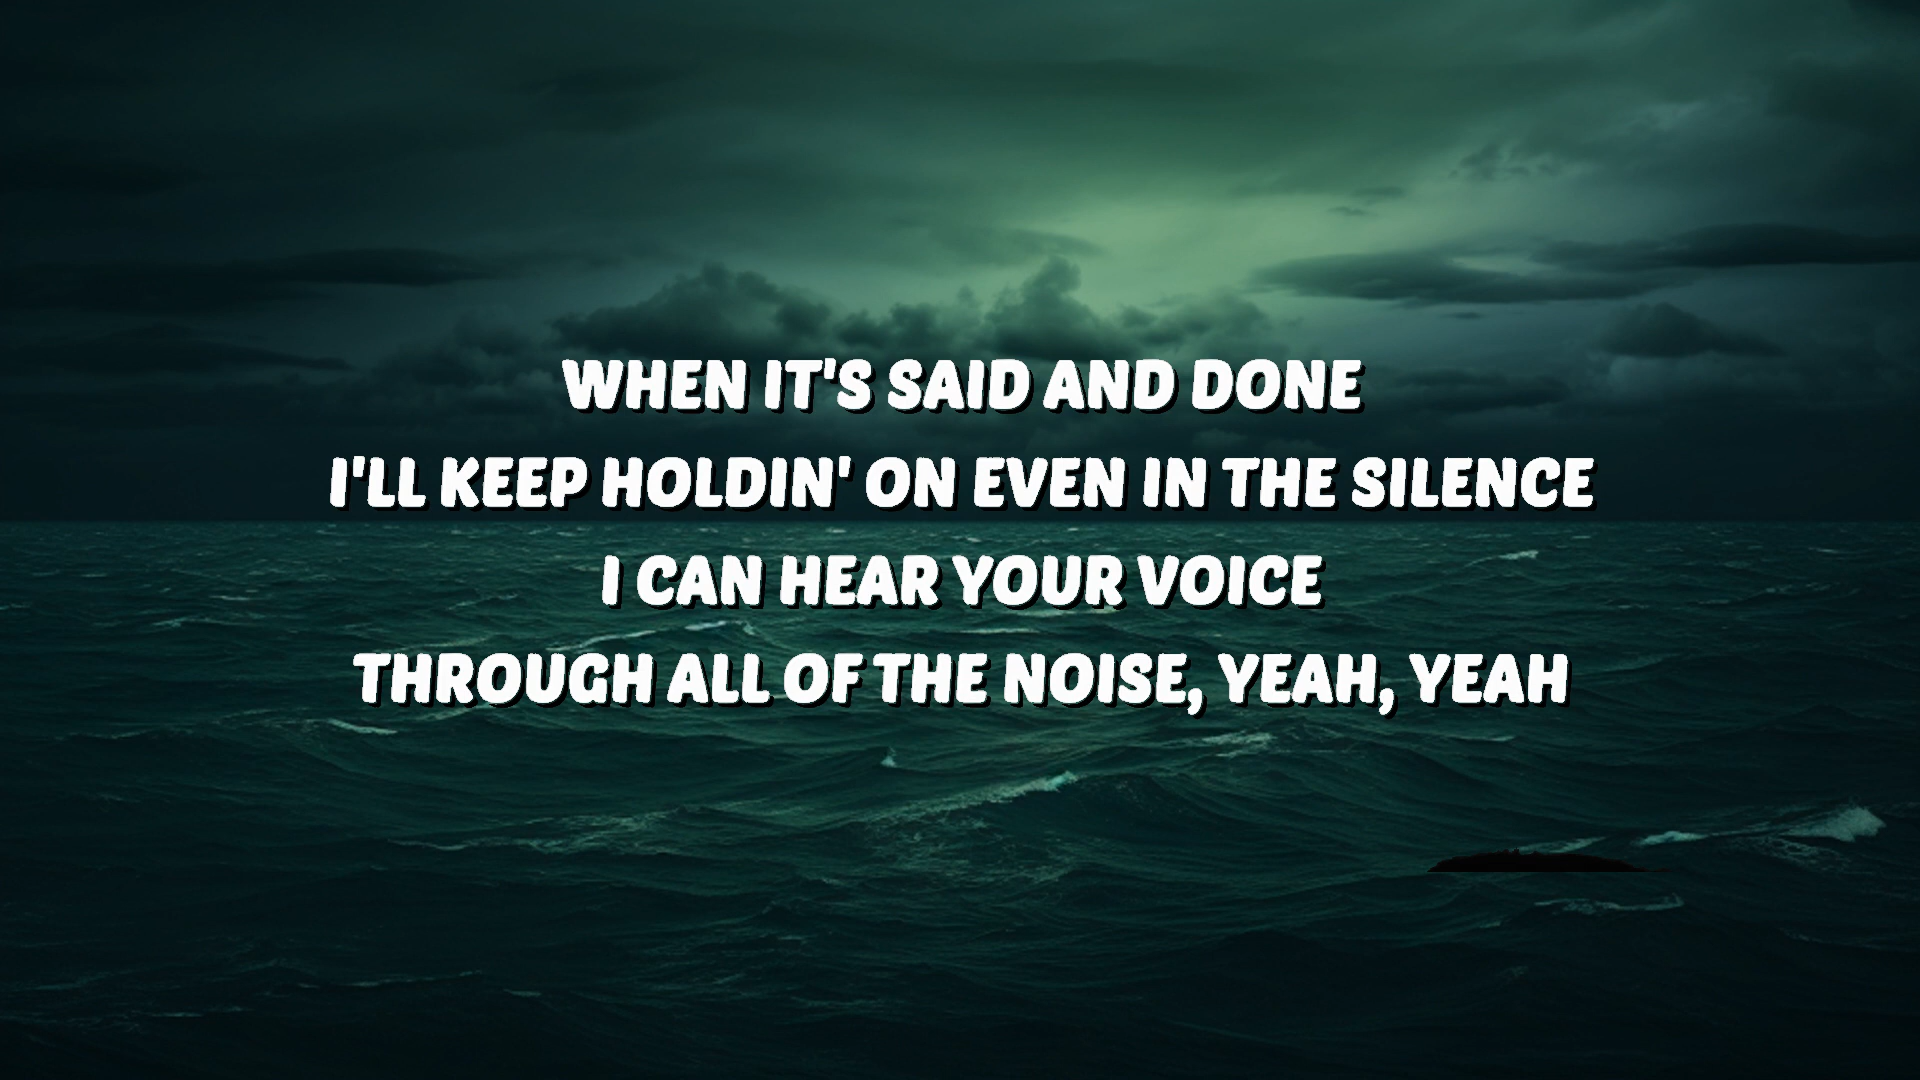 WHEN IT'S SAID AND DONE
I'LL KEEP HOLDIN' ON EVEN IN THE SILENCE
I CAN HEAR YOUR VOICE
THROUGH ALL OF THE NOISE, YEAH, YEAH